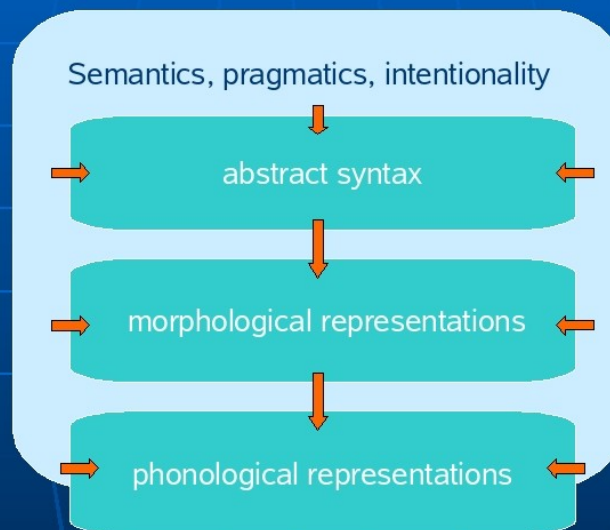 Semantics, pragmatics, intentionality
abstract syntax
morphological representations
phonological representations